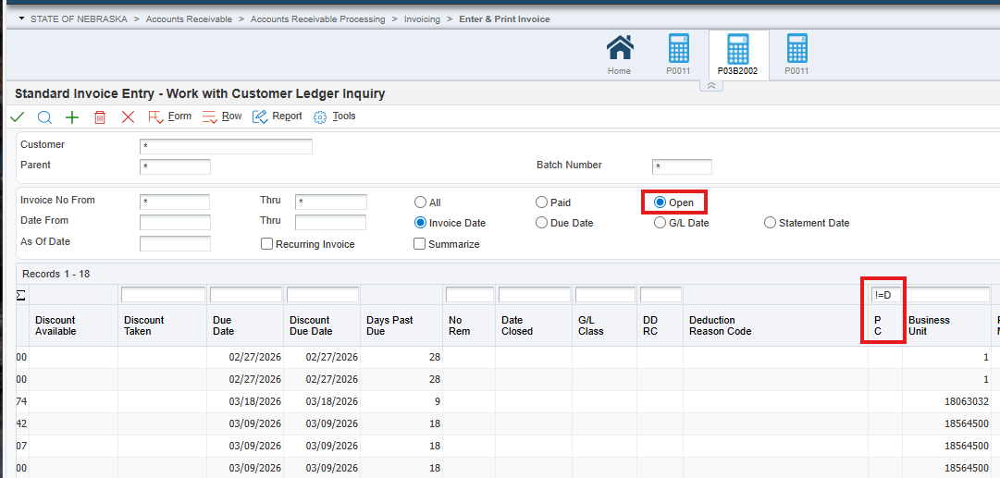 STATE OF NEBRASKA > Accounts Receivable > Accounts Receivable Processing > Invoicing > Enter & Print Invoice
Home P0011 P03B2002 P0011
Standard Invoice Entry - Work with Customer Ledger Inquiry
Form Row Report Tools
Customer *
Parent * Batch Number *
Invoice No From * Thru * All Paid Open
Date From Thru Invoice Date Due Date G/L Date Statement Date
As Of Date Recurring Invoice Summarize
Records 1 - 18
!=D
Discount Discount Due Discount Days Past No Date G/L DD Deduction P Business
Available Taken Date Due Date Due Rem Closed Class RC Reason Code C Unit
00 02/27/2026 02/27/2026 28 1
00 02/27/2026 02/27/2026 28 1
74 03/18/2026 03/18/2026 9 18063032
42 03/09/2026 03/09/2026 18 18564500
07 03/09/2026 03/09/2026 18 18564500
00 03/09/2026 03/09/2026 18 18564500